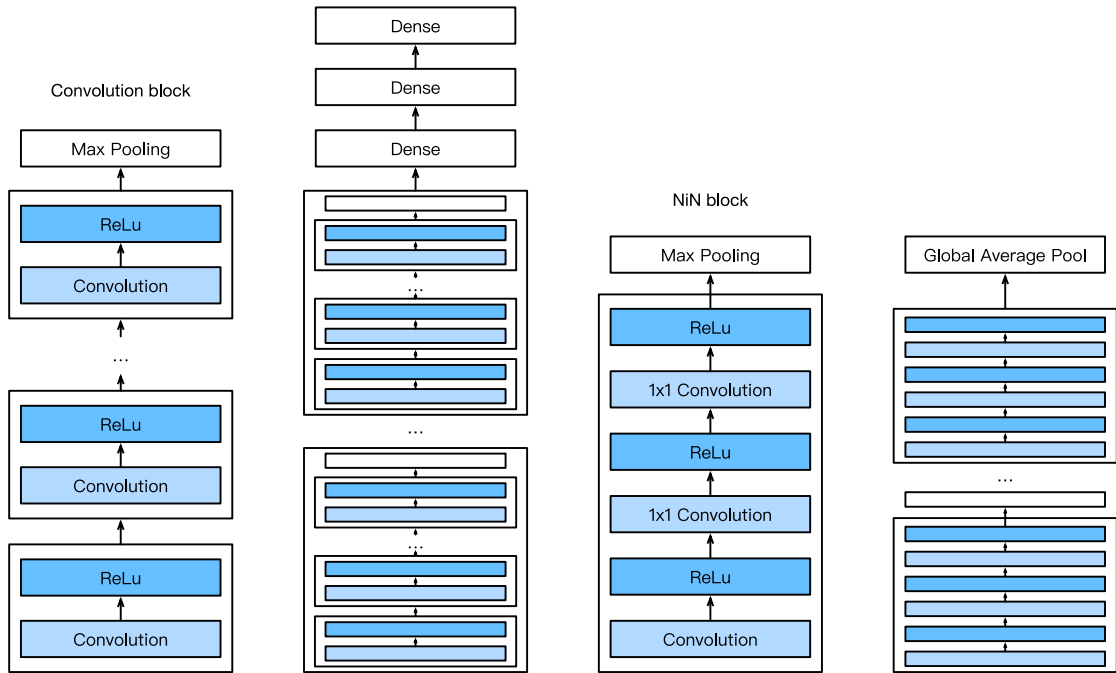 Convolution block
Max Pooling
ReLu
Convolution
...
ReLu
Convolution
ReLu
Convolution
Dense
Dense
Dense
...
...
...
NiN block
Max Pooling
ReLu
1x1 Convolution
ReLu
1x1 Convolution
ReLu
Convolution
Global Average Pool
...